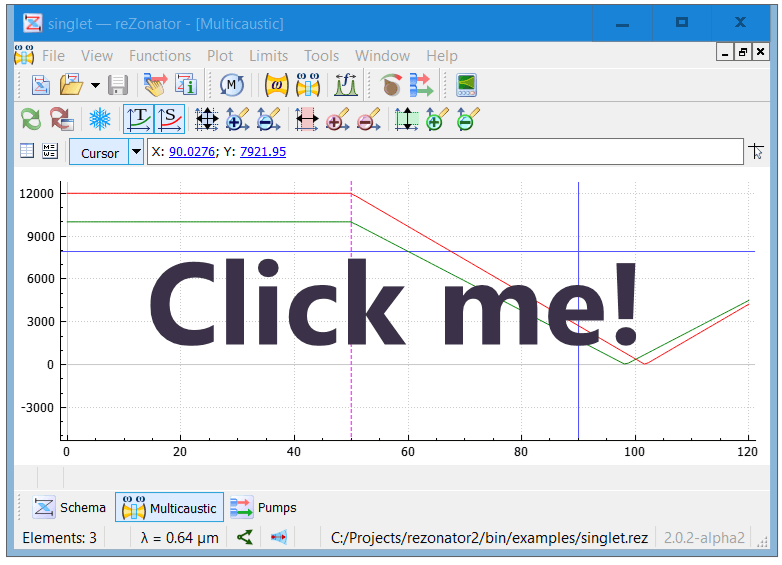 singlet — reZonator - [Multicaustic]
File View Functions Plot Limits Tools Window Help
i M ω ω ω f
T S
Cursor X: 90.0276; Y: 7921.95
12000
9000
6000
3000
0
-3000
0 20 40 60 80 100 120
Click me!
Schema ω ω Multicaustic Pumps
Elements: 3 λ = 0.64 µm C:/Projects/rezonator2/bin/examples/singlet.rez 2.0.2-alpha2